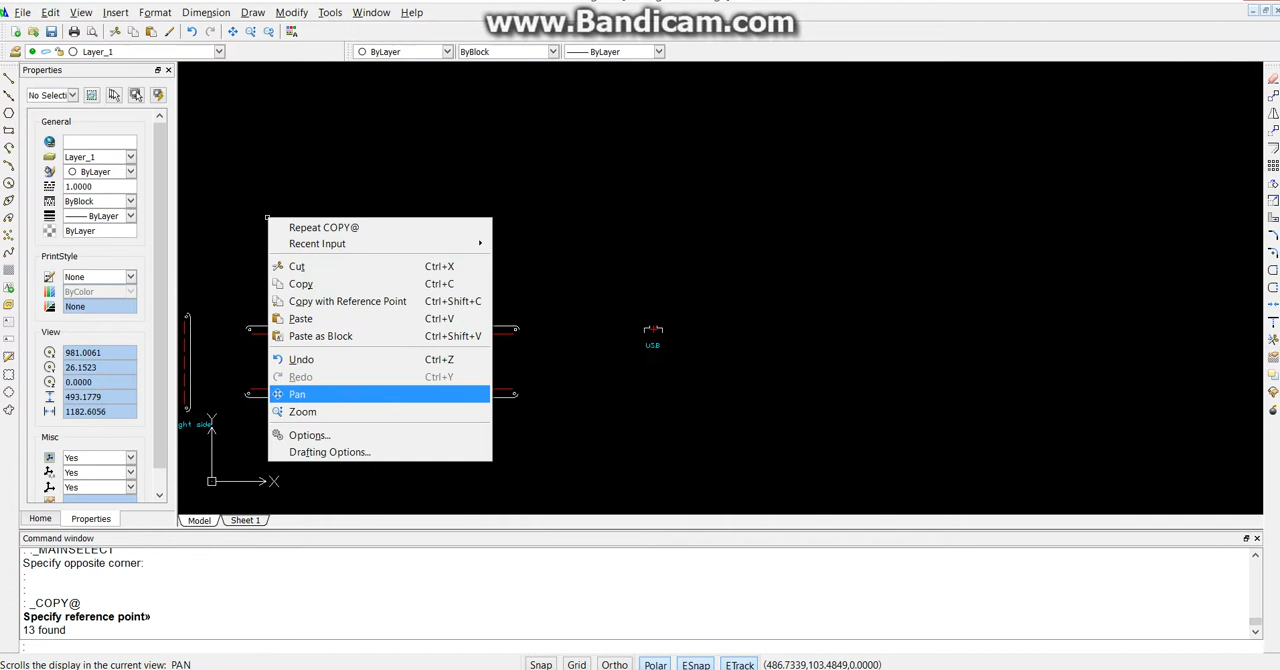 www.Bandicam.com
File Edit View Insert Format Tools Dimension Draw Modify Tools Window Help
Layer_1 ByLayer ByBlock ByLayer
Properties
No Selecti
General
Layer_1
ByLayer
1.0000
ByBlock
ByLayer
ByLayer
PrintStyle
None
ByColor
None
View
981.0061
26.1523
0.0000
493.1779
1182.6056
Misc
Yes
Yes
Yes
Home Properties
Repeat COPY@
Recent Input
Cut Ctrl+X
Copy Ctrl+C
Copy with Reference Point Ctrl+Shift+C
Paste Ctrl+V
Paste as Block Ctrl+Shift+V
Undo Ctrl+Z
Redo Ctrl+Y
Pan
Zoom
Options...
Drafting Options...
USB
ght side
Y
X
Model Sheet 1
Command window
: _MAINSELECT
Specify opposite corner:
:
:
: _COPY@
Specify reference point»
13 found
:
Scrolls the display in the current view: PAN Snap Grid Ortho Polar ESnap ETrack (486.7339,103.4849,0.0000)